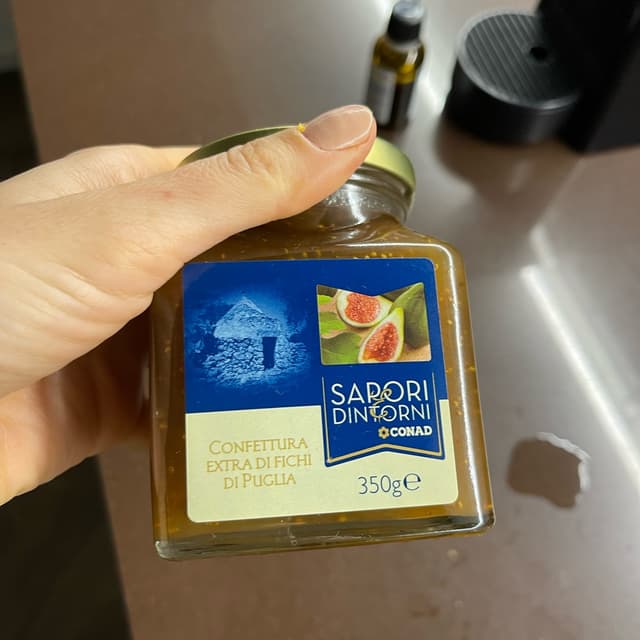 SAPORI
& DINTORNI
CONAD
CONFETTURA
EXTRA DI FICHI
DI PUGLIA
350g ℮